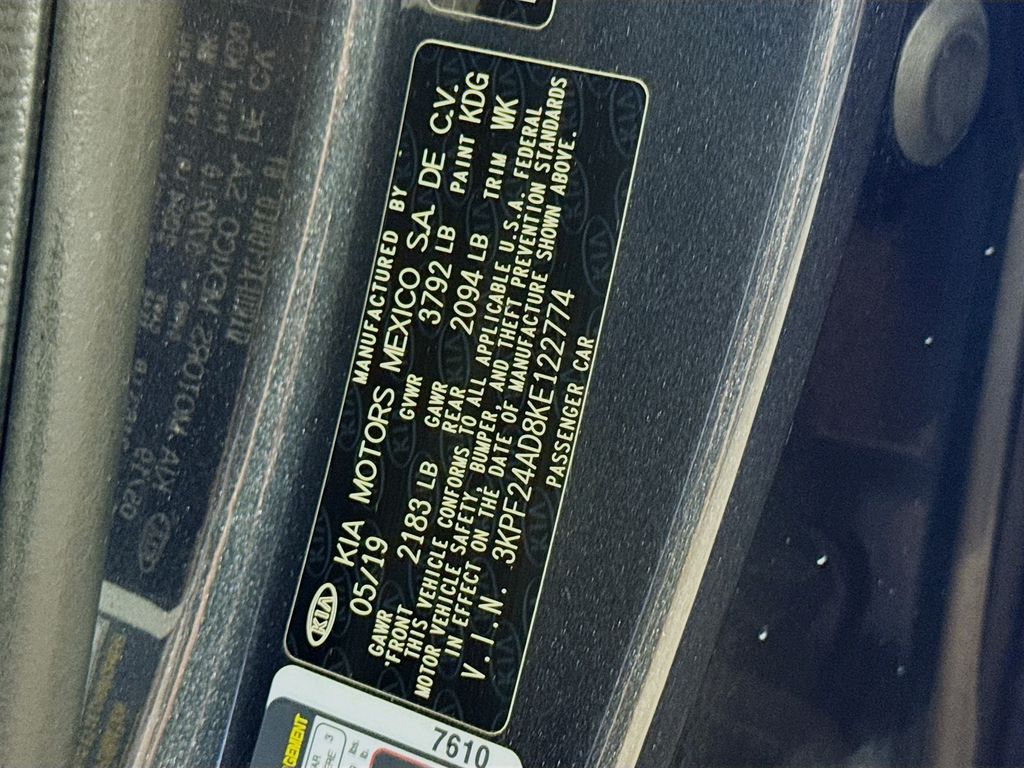 MANUFACTURED BY
KIA KIA MOTORS MEXICO S.A. DE C.V.
05/19 GVWR 3792 LB PAINT KDG
GAWR FRONT 2183 LB GAWR REAR 2094 LB TRIM WK
THIS VEHICLE CONFORMS TO ALL APPLICABLE U.S.A. FEDERAL
MOTOR VEHICLE SAFETY, BUMPER, AND THEFT PREVENTION STANDARDS
IN EFFECT ON THE DATE OF MANUFACTURE SHOWN ABOVE.
V.I.N. 3KPF24AD8KE122774
PASSENGER CAR
7610